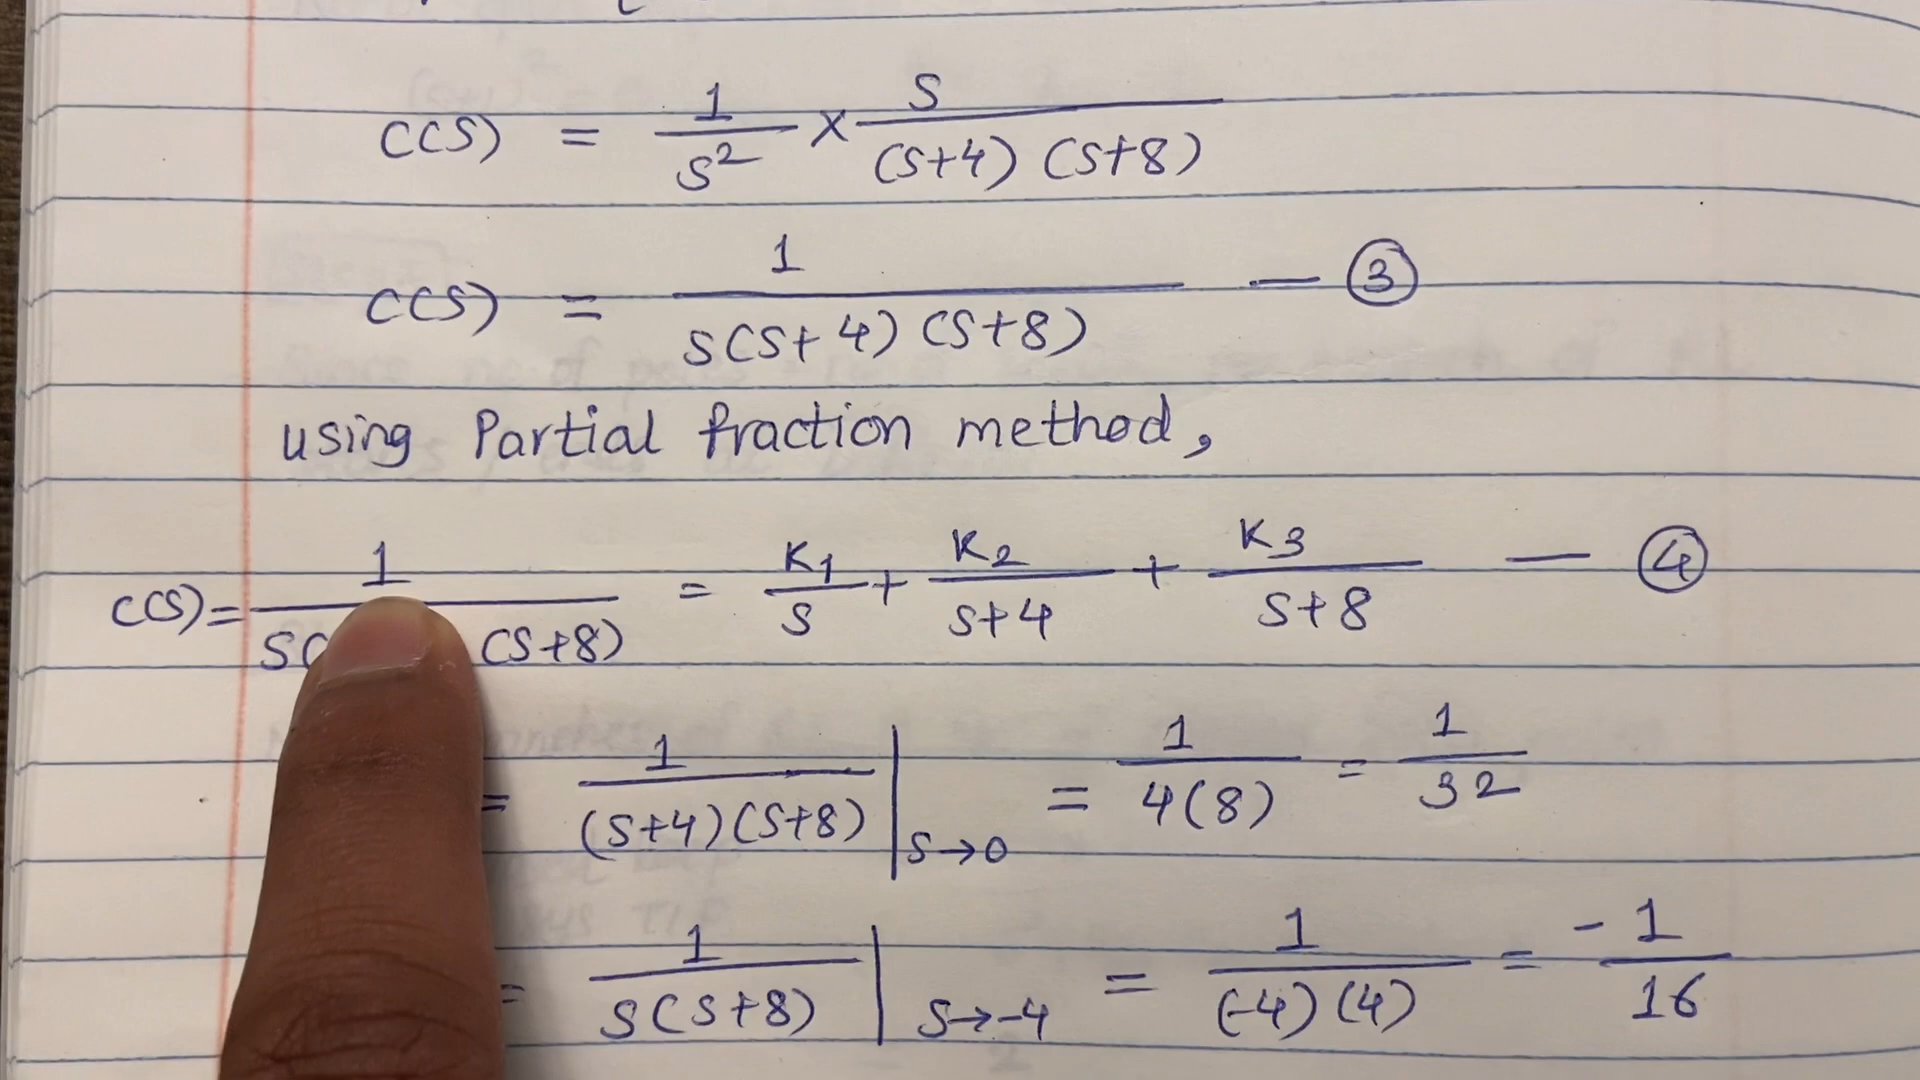 C(S) = 1/S² × S/(S+4)(S+8)
C(S) = 1/S(S+4)(S+8) — ③
using Partial fraction method,
C(S) = 1/S( (S+8) = K1/S + K2/S+4 + K3/S+8 — ④
= 1/(S+4)(S+8) |S→0 = 1/4(8) = 1/32
= 1/S(S+8) |S→-4 = 1/(-4)(4) = -1/16